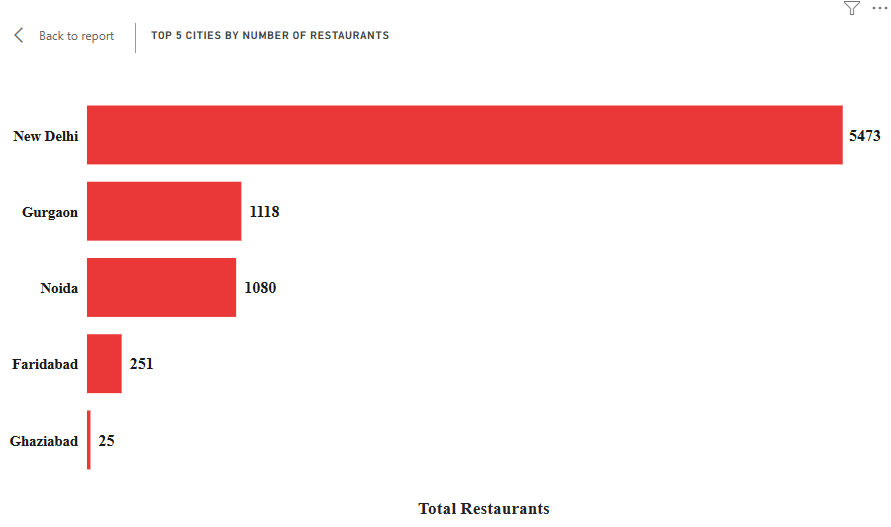 Back to report
TOP 5 CITIES BY NUMBER OF RESTAURANTS
New Delhi 5473
Gurgaon 1118
Noida 1080
Faridabad 251
Ghaziabad 25
Total Restaurants